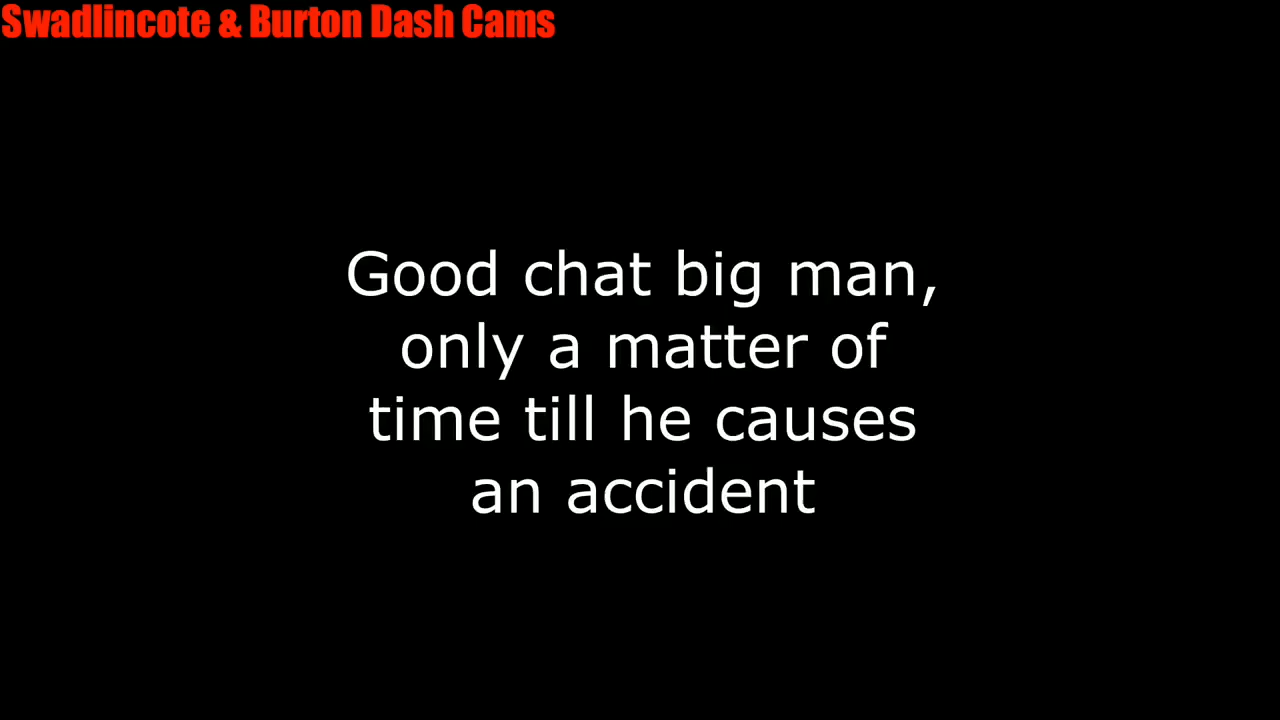 Swadlincote & Burton Dash Cams
Good chat big man,
only a matter of
time till he causes
an accident